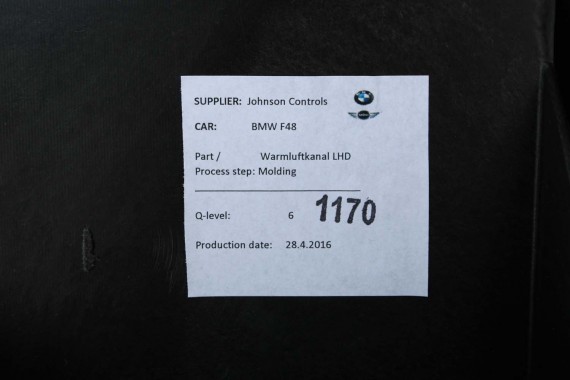 SUPPLIER: Johnson Controls
CAR: BMW F48
Part / Warmluftkanal LHD
Process step: Molding
Q-level: 6 1170
Production date: 28.4.2016